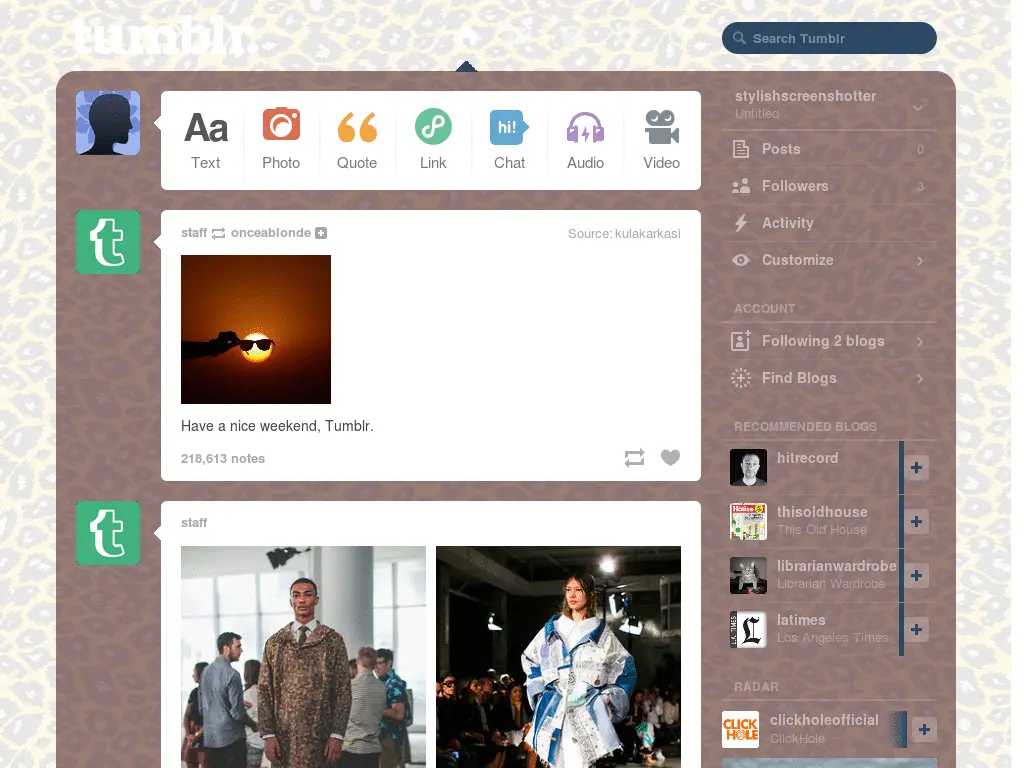 tumblr.
Search Tumblr
Aa
hi!
Text
Photo
Quote
Link
Chat
Audio
Video
staff onceablonde
Source: kulakarkasi
Have a nice weekend, Tumblr.
218,613 notes
staff
stylishscreenshotter
Untitled
Posts 0
Followers 3
Activity
Customize
ACCOUNT
Following 2 blogs
Find Blogs
RECOMMENDED BLOGS
hitrecord
thisoldhouse
This Old House
librarianwardrobe
Librarian Wardrobe
latimes
Los Angeles Times
RADAR
CLICK
HOLE
clickholeofficial
ClickHole